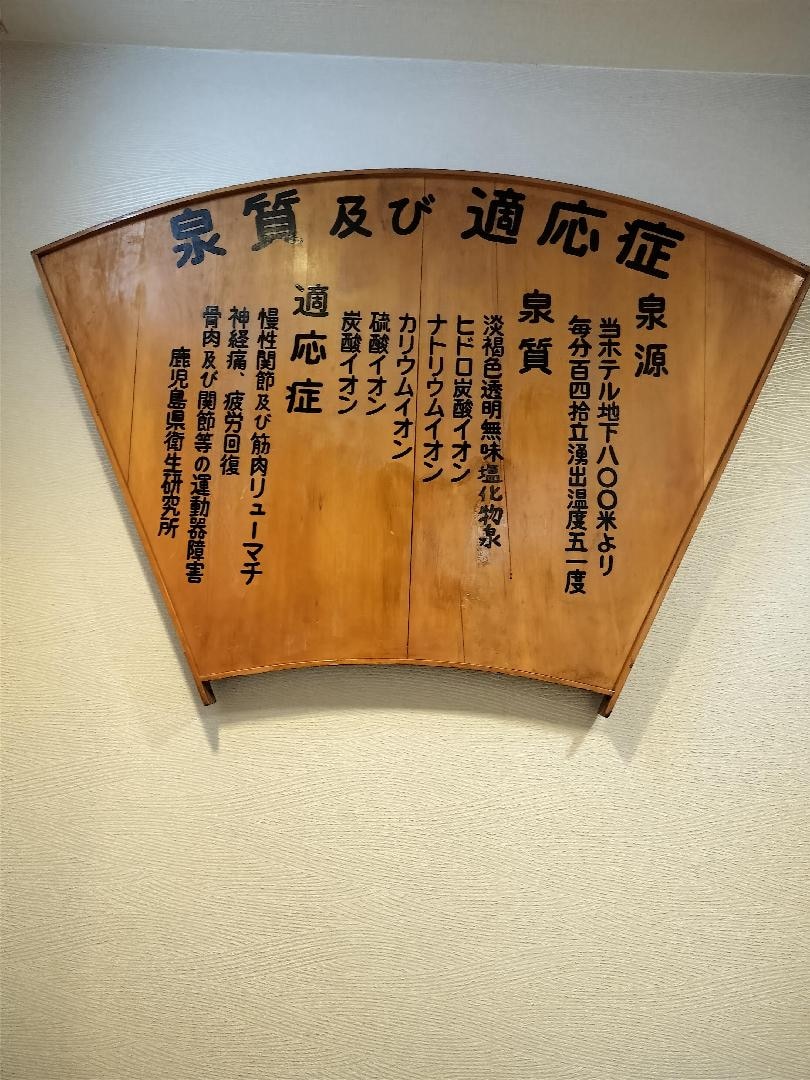 泉質及び適応症
泉源
当ホテル地下八〇〇米より
毎分百四拾立湧出温度五一度
泉質
淡褐色透明無味塩化物泉
ヒドロ炭酸イオン
ナトリウムイオン
カリウムイオン
硫酸イオン
炭酸イオン
適応症
慢性関節及び筋肉リューマチ
神経痛、疲労回復
骨肉及び関節等の運動器障害
鹿児島県衛生研究所